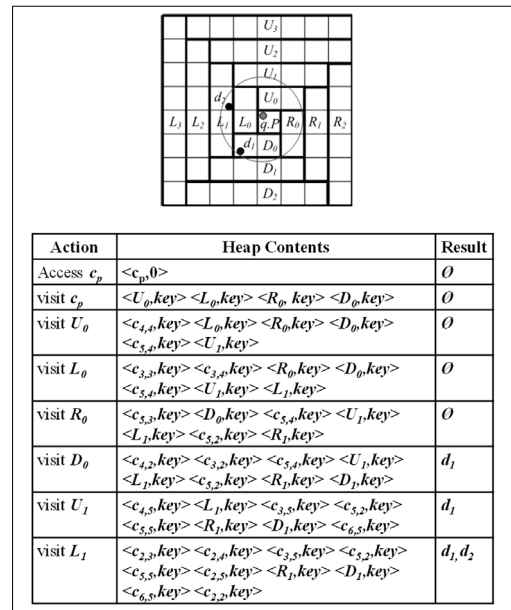 U3
U2
U1
d2
U0
L3 L2 L1 L0 q.P R0 R1 R2
d1 D0
D1
D2
Action Heap Contents Result
Access cp <cp,0> Ø
visit cp <U0,key> <L0,key> <R0, key> <D0,key> Ø
visit U0 <c4,4,key> <L0,key> <R0,key> <D0,key> Ø
<c5,4,key> <U1,key>
visit L0 <c3,3,key> <c3,4,key> <R0,key> <D0,key> Ø
<c5,4,key> <U1,key> <L1,key>
visit R0 <c5,3,key> <D0,key> <c5,4,key> <U1,key> Ø
<L1,key> <c5,2,key> <R1,key>
visit D0 <c4,2,key> <c3,2,key> <c5,4,key> <U1,key> d1
<L1,key> <c5,2,key> <R1,key> <D1,key>
visit U1 <c4,5,key> <L1,key> <c3,5,key> <c5,2,key> d1
<c5,5,key> <R1,key> <D1,key> <c6,5,key>
visit L1 <c2,3,key> <c2,4,key> <c3,5,key> <c5,2,key> d1, d2
<c5,5,key> <c2,5,key> <R1,key> <D1,key>
<c6,5,key> <c2,2,key>